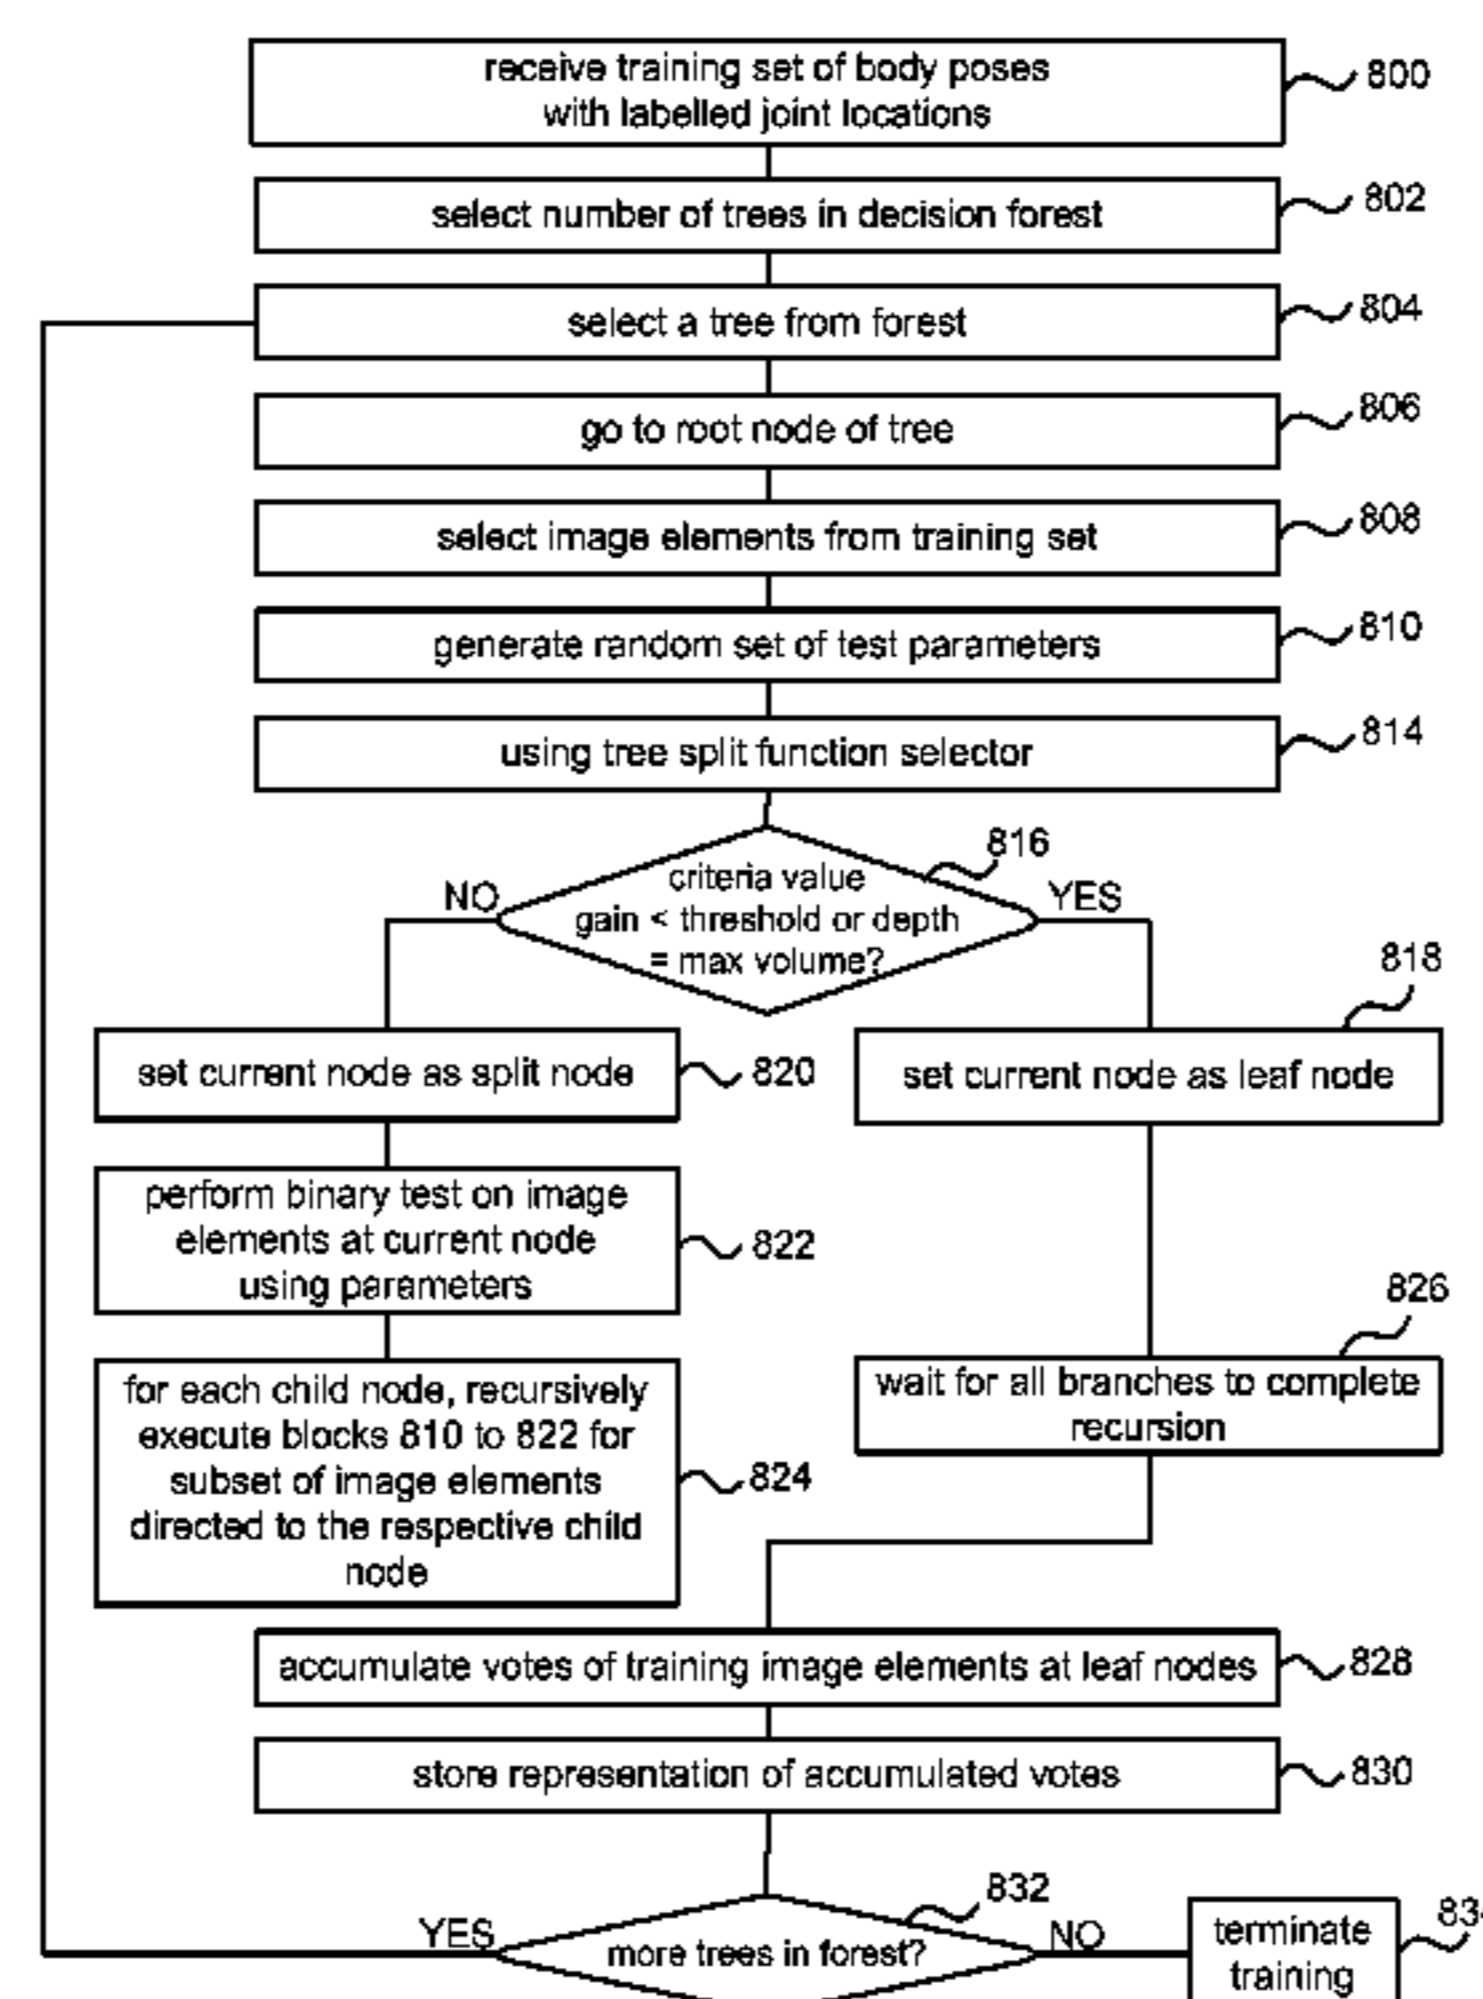 receive training set of body poses
with labelled joint locations
800
select number of trees in decision forest
802
select a tree from forest
804
go to root node of tree
806
select image elements from training set
808
generate random set of test parameters
810
using tree split function selector
814
816
criteria value
gain < threshold or depth
= max volume?
NO
YES
818
set current node as split node
820
set current node as leaf node
perform binary test on image
elements at current node
using parameters
822
826
wait for all branches to complete
recursion
for each child node, recursively
execute blocks 810 to 822 for
subset of image elements
directed to the respective child
node
824
accumulate votes of training image elements at leaf nodes
828
store representation of accumulated votes
830
832
YES
more trees in forest?
NO
terminate
training